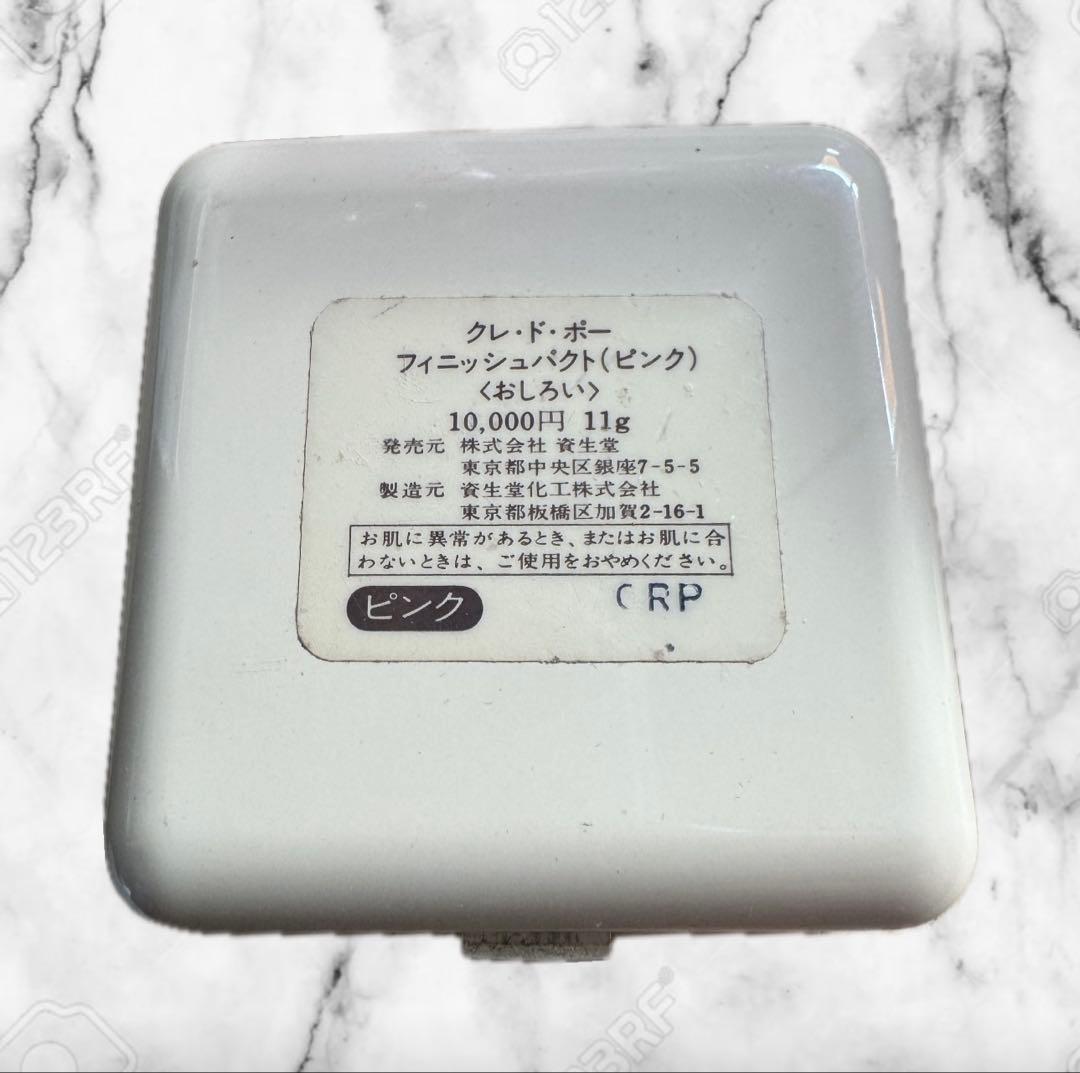 クレ・ド・ポー
フィニッシュパクト(ピンク)
〈おしろい〉
10,000円 11g
発売元 株式会社 資生堂
東京都中央区銀座7-5-5
製造元 資生堂化工株式会社
東京都板橋区加賀2-16-1
お肌に異常があるとき、またはお肌に合
わないときは、ご使用をおやめください。
ピンク CRP
123RF
123RF
123RF
123RF